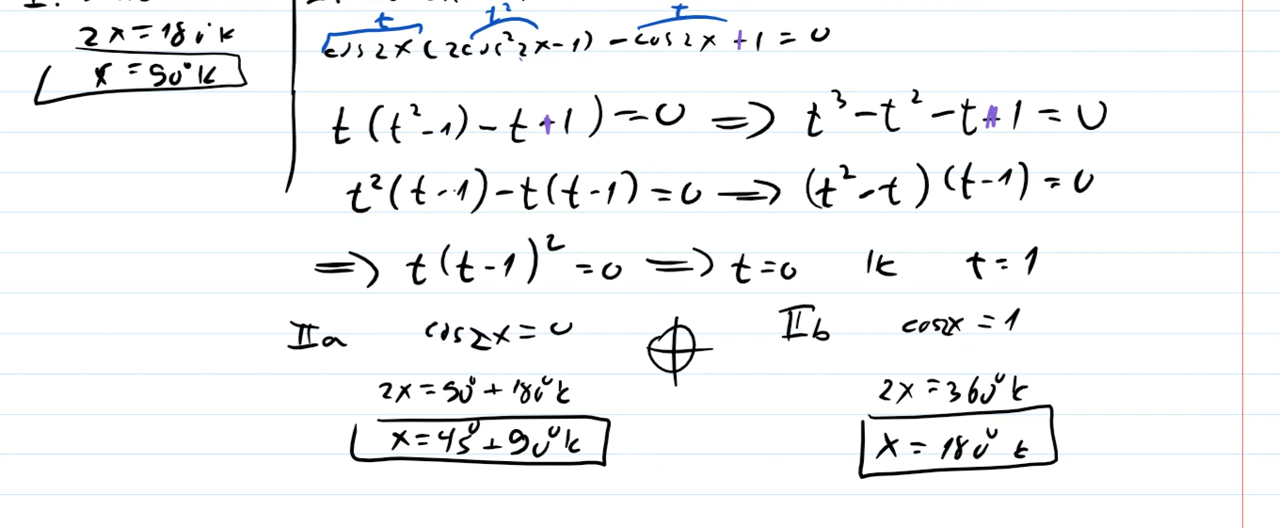 2x = 180°k
x = 90°k
t t² t
cos2x (2cos²2x-1) - cos2x + 1 = 0
t(t²-1) - t + 1) = 0 ⟹ t³ - t² - t + 1 = 0
t²(t-1) - t(t-1) = 0 ⟹ (t²-t)(t-1) = 0
⟹ t(t-1)² = 0 ⟹ t = 0 lk t = 1
IIa cos2x = 0 IIb cos2x = 1
2x = 90° + 180°k 2x = 360°k
x = 45° + 90°k x = 180°k